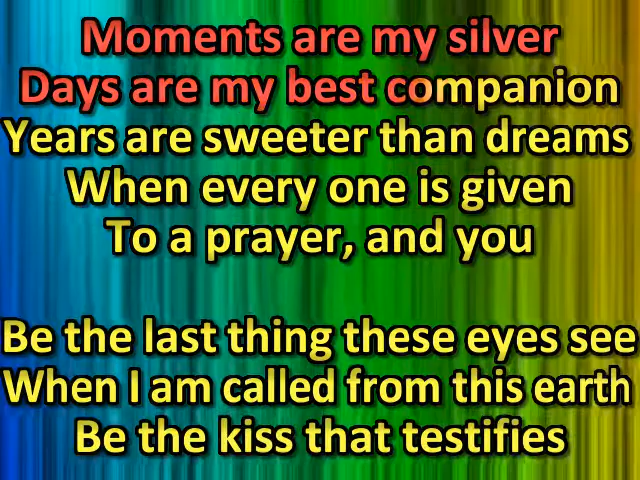 Moments are my silver
Days are my best companion
Years are sweeter than dreams
When every one is given
To a prayer, and you
Be the last thing these eyes see
When I am called from this earth
Be the kiss that testifies